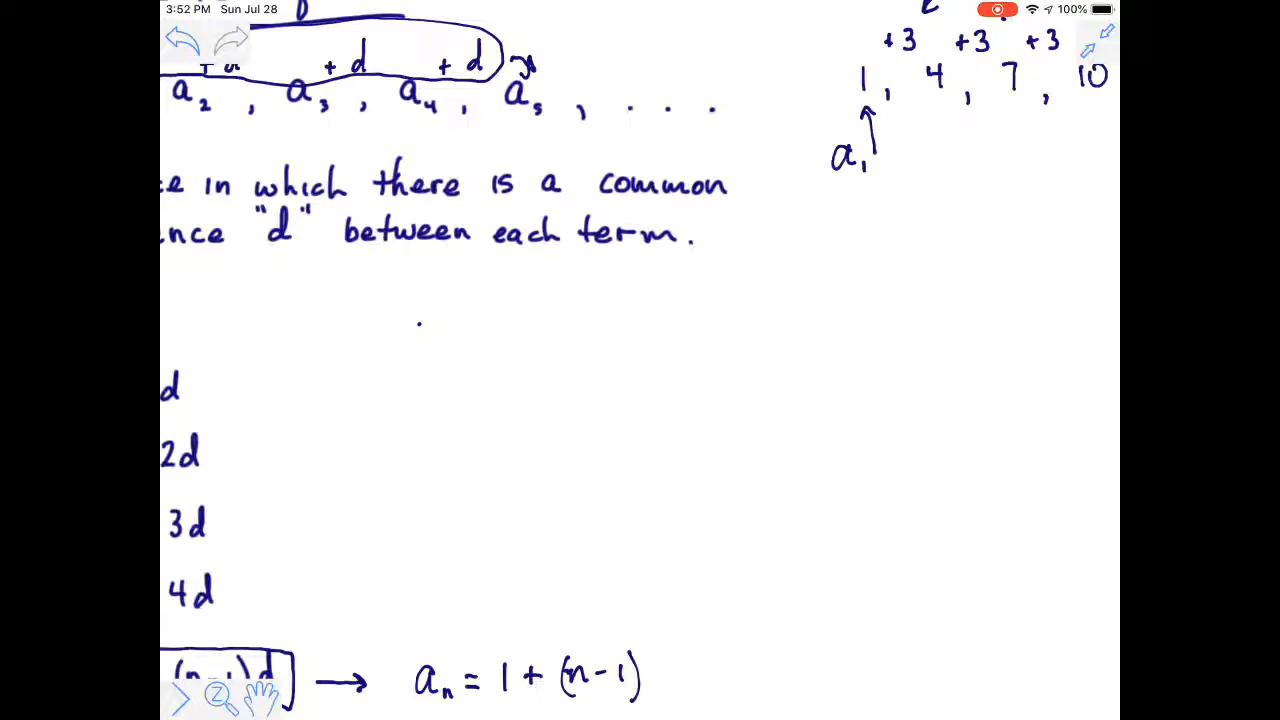 3:52 PM Sun Jul 28 100%
+ d + d
a₂ , a₃ , a₄ , a₅ , . . .
+3 +3 +3
1 , 4 , 7 , 10
a₁
in which there is a common
"d" between each term.
d
2d
3d
4d
(n-1)d → aₙ = 1 + (n-1)